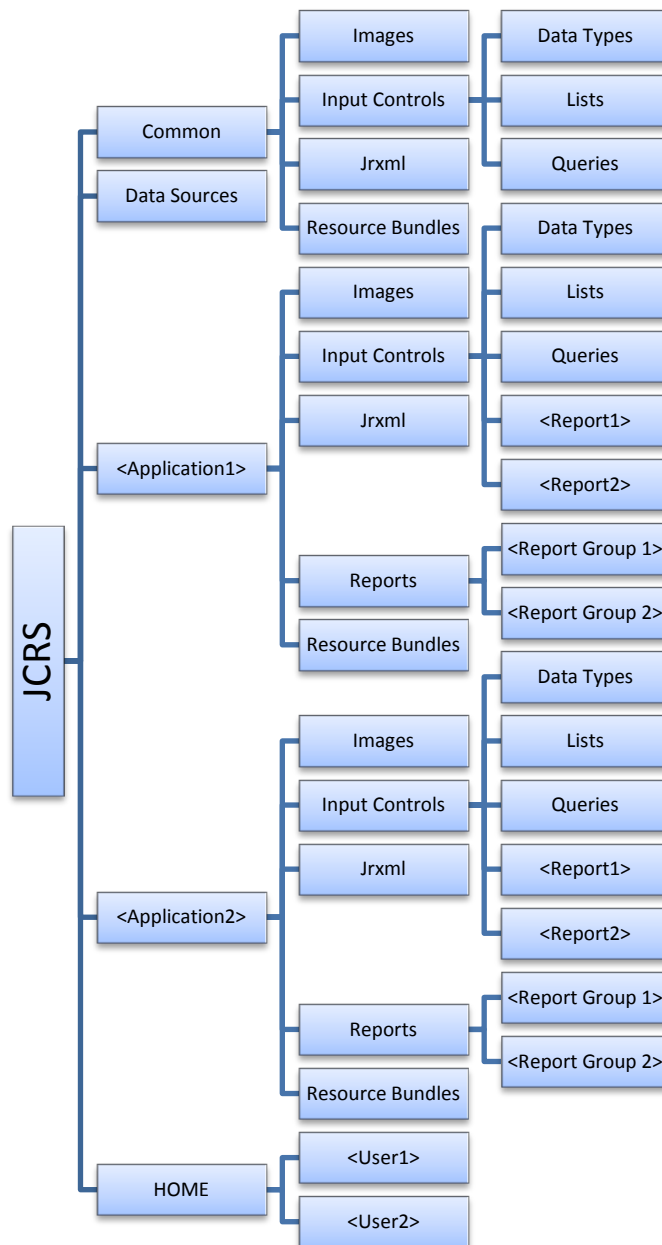 JCRS
Common
Images
Input Controls
Data Types
Lists
Queries
Jrxml
Resource Bundles
Data Sources
<Application1>
Images
Input Controls
Data Types
Lists
Queries
<Report1>
<Report2>
Jrxml
Reports
<Report Group 1>
<Report Group 2>
Resource Bundles
<Application2>
Images
Input Controls
Data Types
Lists
Queries
<Report1>
<Report2>
Jrxml
Reports
<Report Group 1>
<Report Group 2>
Resource Bundles
HOME
<User1>
<User2>